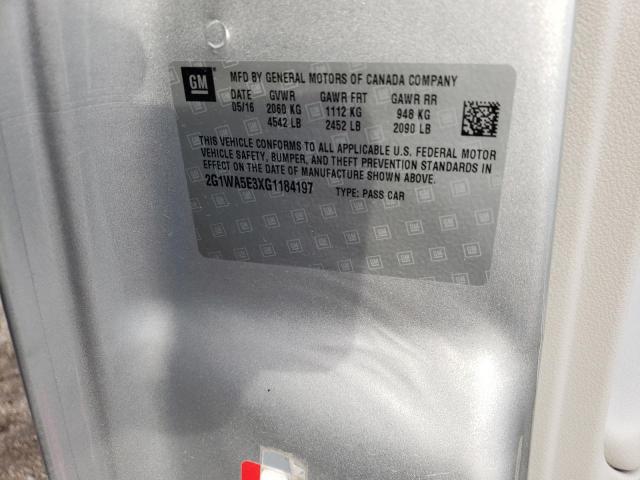 GM
MFD BY GENERAL MOTORS OF CANADA COMPANY
DATE GVWR GAWR FRT GAWR RR
05/16 2060 KG 1112 KG 948 KG
4542 LB 2452 LB 2090 LB
THIS VEHICLE CONFORMS TO ALL APPLICABLE U.S. FEDERAL MOTOR
VEHICLE SAFETY, BUMPER, AND THEFT PREVENTION STANDARDS IN
EFFECT ON THE DATE OF MANUFACTURE SHOWN ABOVE.
2G1WA5E3XG1184197 TYPE: PASS CAR